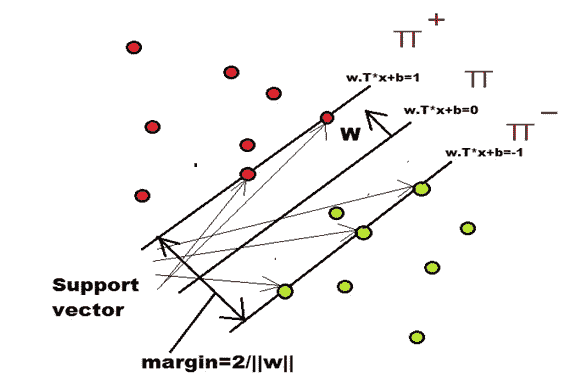 π+
w.T*x+b=1
π
w.T*x+b=0
π−
w
w.T*x+b=-1
Support
vector
margin=2/||w||